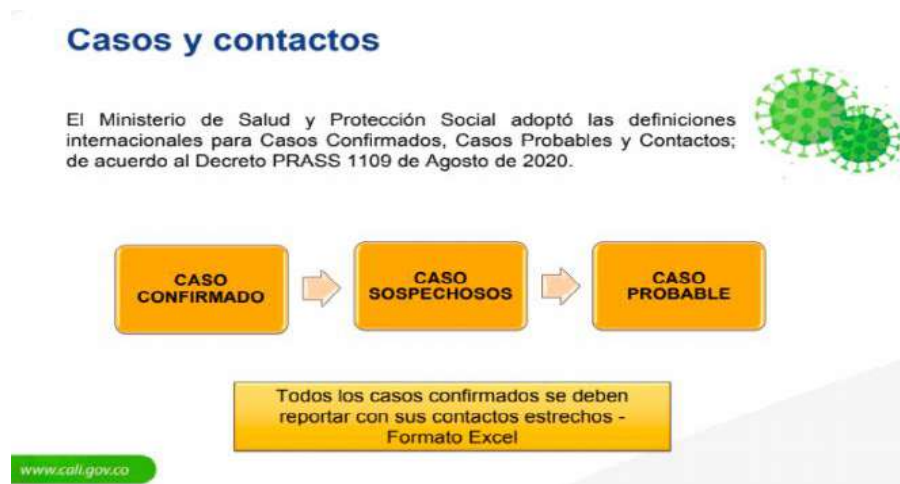 Casos y contactos
El Ministerio de Salud y Protección Social adoptó las definiciones
internacionales para Casos Confirmados, Casos Probables y Contactos;
de acuerdo al Decreto PRASS 1109 de Agosto de 2020.
CASO
CONFIRMADO
CASO
SOSPECHOSOS
CASO
PROBABLE
Todos los casos confirmados se deben
reportar con sus contactos estrechos -
Formato Excel
www.cali.gov.co